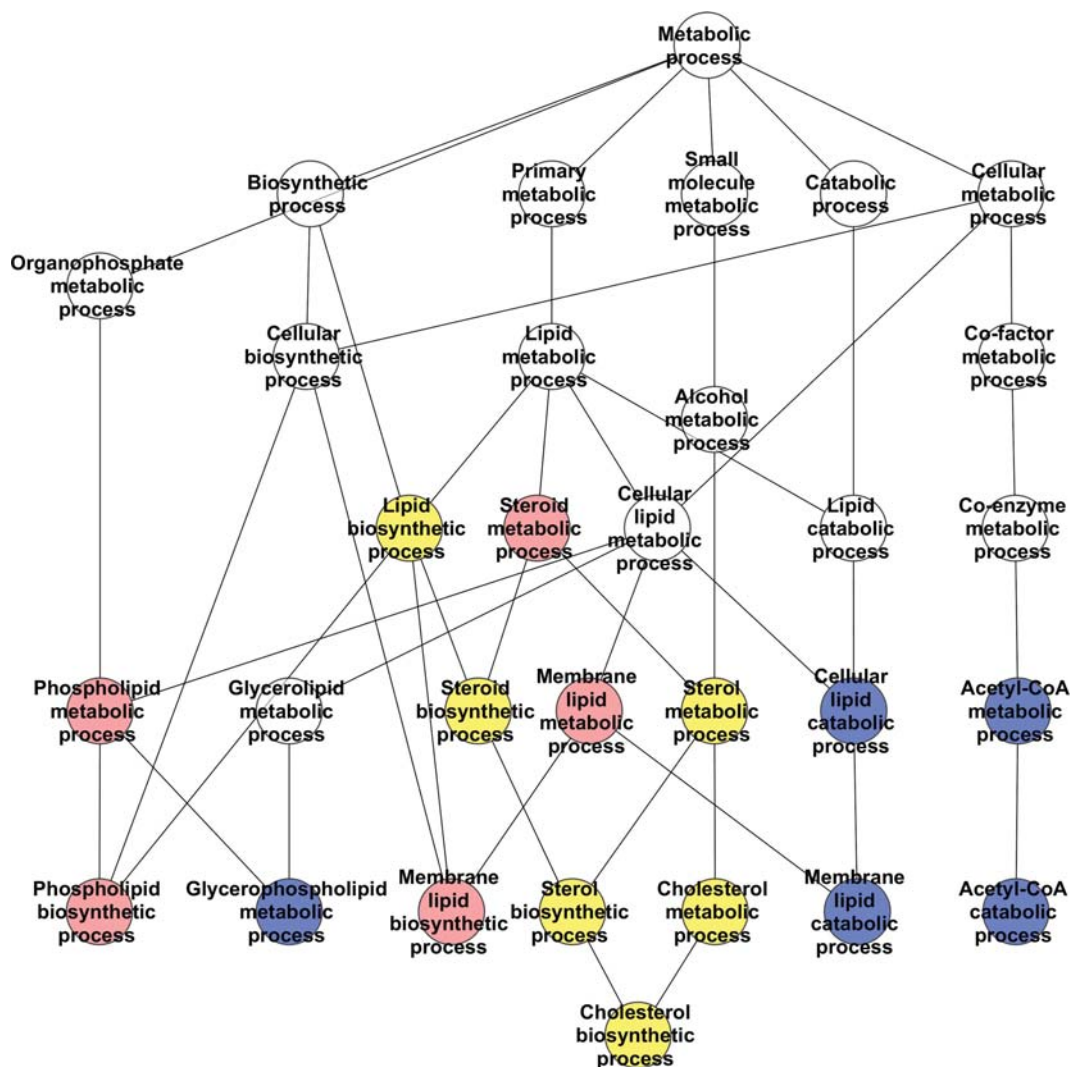 Metabolic
process
Biosynthetic
process
Primary
metabolic
process
Small
molecule
metabolic
process
Catabolic
process
Cellular
metabolic
process
Organophosphate
metabolic
process
Cellular
biosynthetic
process
Lipid
metabolic
process
Co-factor
metabolic
process
Alcohol
metabolic
process
Lipid
biosynthetic
process
Steroid
metabolic
process
Cellular
lipid
metabolic
process
Lipid
catabolic
process
Co-enzyme
metabolic
process
Phospholipid
metabolic
process
Glycerolipid
metabolic
process
Steroid
biosynthetic
process
Membrane
lipid
metabolic
process
Sterol
metabolic
process
Cellular
lipid
catabolic
process
Acetyl-CoA
metabolic
process
Phospholipid
biosynthetic
process
Glycerophospholipid
metabolic
process
Membrane
lipid
biosynthetic
process
Sterol
biosynthetic
process
Cholesterol
metabolic
process
Membrane
lipid
catabolic
process
Acetyl-CoA
catabolic
process
Cholesterol
biosynthetic
process